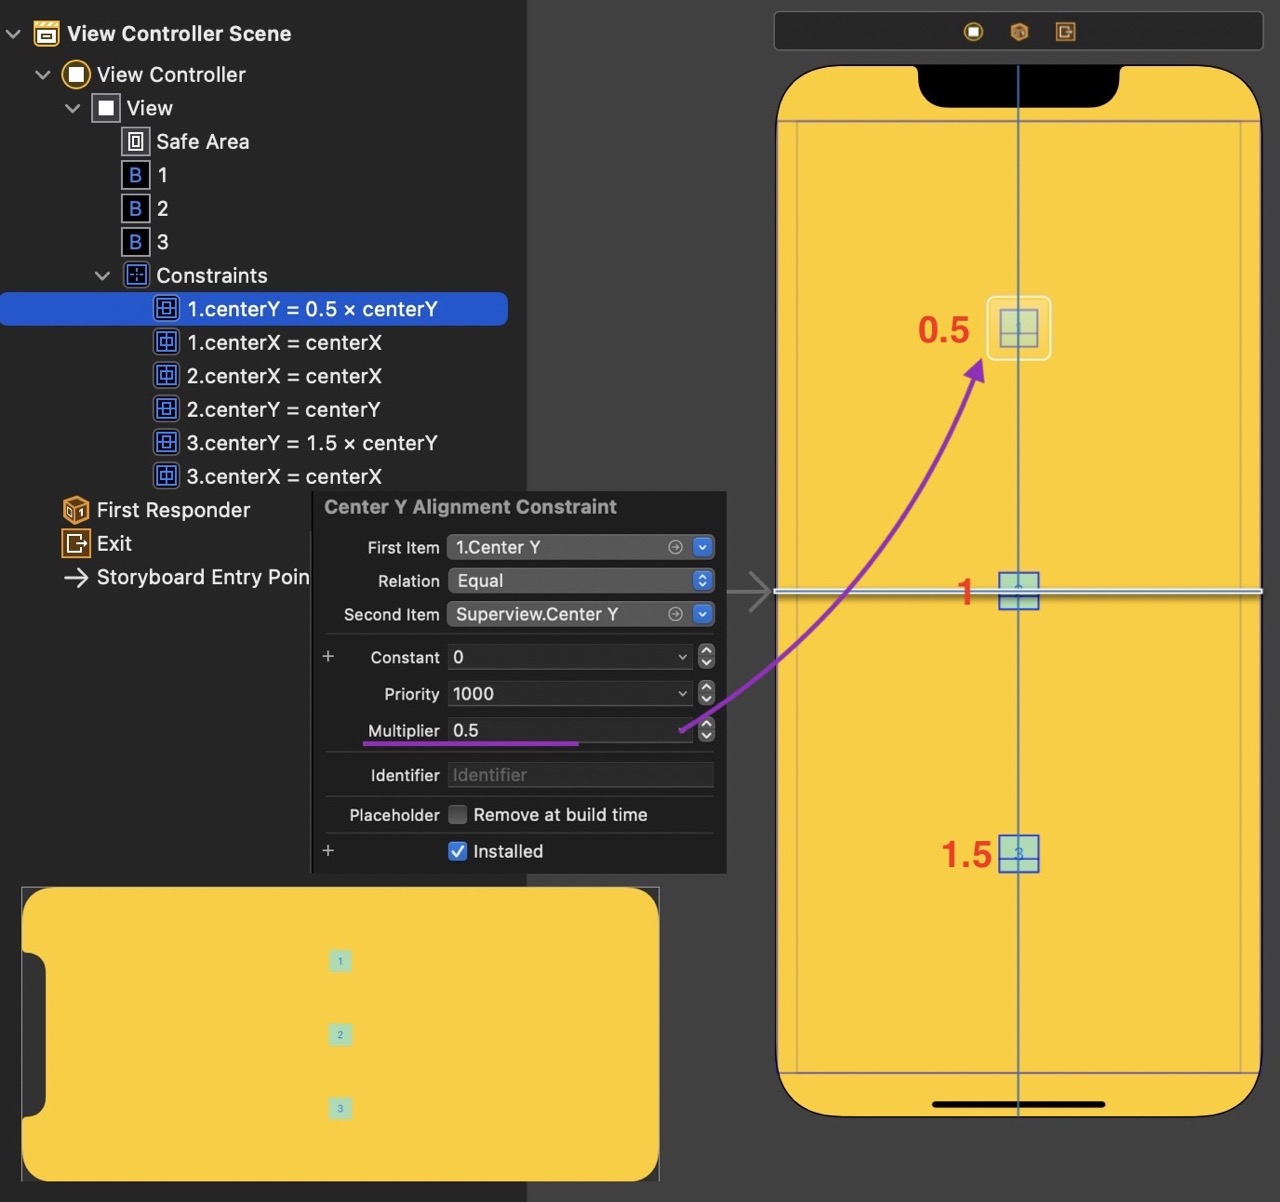 View Controller Scene
View Controller
View
Safe Area
B 1
B 2
B 3
Constraints
1.centerY = 0.5 × centerY
1.centerX = centerX
2.centerX = centerX
2.centerY = centerY
3.centerY = 1.5 × centerY
3.centerX = centerX
First Responder
Exit
Storyboard Entry Poin
Center Y Alignment Constraint
First Item 1.Center Y
Relation Equal
Second Item Superview.Center Y
+ Constant 0
Priority 1000
Multiplier 0.5
Identifier Identifier
Placeholder Remove at build time
+ Installed
0.5 1
1
1.5 3
1
2
3